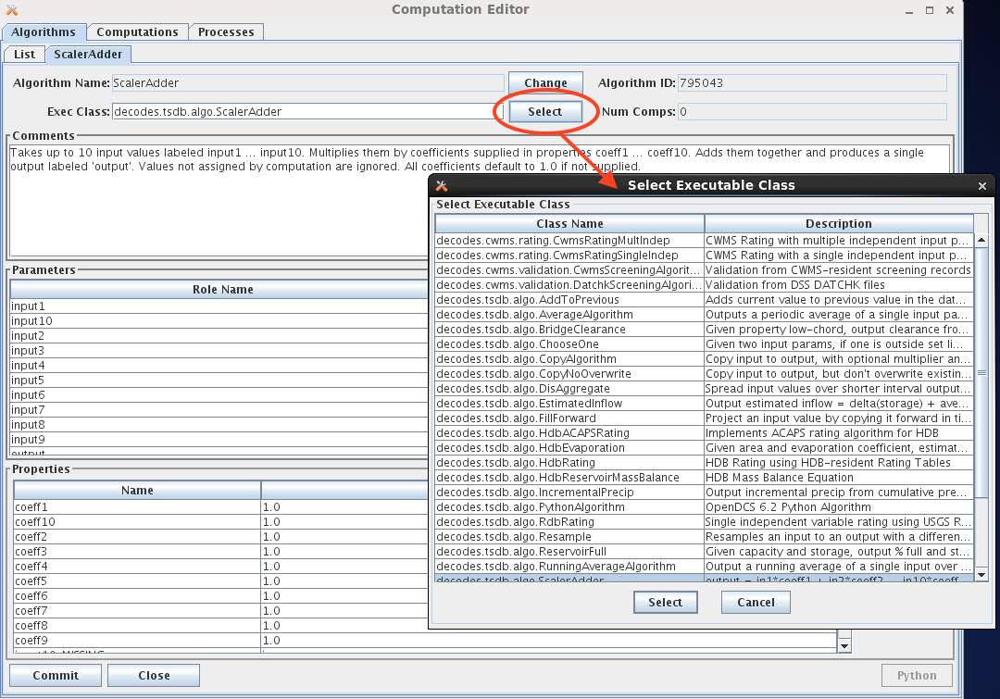 Computation Editor
Algorithms Computations Processes
List ScalerAdder
Algorithm Name: ScalerAdder Change Algorithm ID: 795043
Exec Class: decodes.tsdb.algo.ScalerAdder Select Num Comps: 0
Comments
Takes up to 10 input values labeled input1 ... input10. Multiplies them by coefficients supplied in properties coeff1 ... coeff10. Adds them together and produces a single
output labeled 'output'. Values not assigned by computation are ignored. All coefficients default to 1.0 if not supplied.
Parameters
Role Name
input1
input10
input2
input3
input4
input5
input6
input7
input8
input9
output
Properties
Name
coeff1 1.0
coeff10 1.0
coeff2 1.0
coeff3 1.0
coeff4 1.0
coeff5 1.0
coeff6 1.0
coeff7 1.0
coeff8 1.0
coeff9 1.0
Commit Close Python
Select Executable Class
Select Executable Class
Class Name Description
decodes.cwms.rating.CwmsRatingMultIndep CWMS Rating with multiple independent input p...
decodes.cwms.rating.CwmsRatingSingleIndep CWMS Rating with a single independent input p...
decodes.cwms.validation.CwmsScreeningAlgorit... Validation from CWMS-resident screening records
decodes.cwms.validation.DatchkScreeningAlgori... Validation from DSS DATCHK files
decodes.tsdb.algo.AddToPrevious Adds current value to previous value in the dat...
decodes.tsdb.algo.AverageAlgorithm Outputs a periodic average of a single input pa...
decodes.tsdb.algo.BridgeClearance Given property low-chord, output clearance fro...
decodes.tsdb.algo.ChooseOne Given two input params, if one is outside set li...
decodes.tsdb.algo.CopyAlgorithm Copy input to output, with optional multiplier an...
decodes.tsdb.algo.CopyNoOverwrite Copy input to output, but don't overwrite existin...
decodes.tsdb.algo.DisAggregate Spread input values over shorter interval output...
decodes.tsdb.algo.EstimatedInflow Output estimated inflow = delta(storage) + ave...
decodes.tsdb.algo.FillForward Project an input value by copying it forward in ti...
decodes.tsdb.algo.HdbACAPSRating Implements ACAPS rating algorithm for HDB
decodes.tsdb.algo.HdbEvaporation Given area and evaporation coefficient, estimat...
decodes.tsdb.algo.HdbRating HDB Rating using HDB-resident Rating Tables
decodes.tsdb.algo.HdbReservoirMassBalance HDB Mass Balance Equation
decodes.tsdb.algo.IncrementalPrecip Output incremental precip from cumulative pre...
decodes.tsdb.algo.PythonAlgorithm OpenDCS 6.2 Python Algorithm
decodes.tsdb.algo.RdbRating Single independent variable rating using USGS R...
decodes.tsdb.algo.Resample Resamples an input to an output with a differen...
decodes.tsdb.algo.ReservoirFull Given capacity and storage, output % full and st...
decodes.tsdb.algo.RunningAverageAlgorithm Output a running average of a single input over ...
decodes.tsdb.algo.ScalerAdder output = in1*coeff1 + in2*coeff2 ... in10*coeff...
Select Cancel